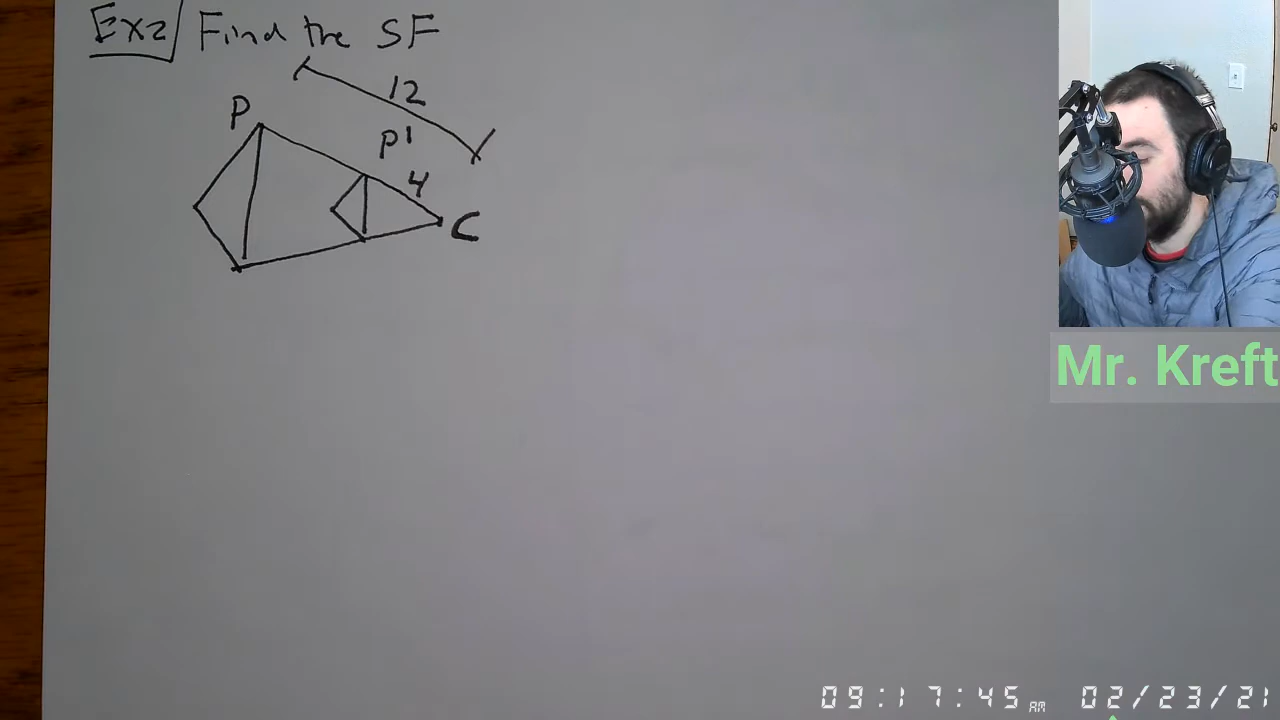 Ex2 Find the SF
12
P
P'
4
C
Mr. Kreft
09:17:45 AM 02/23/21